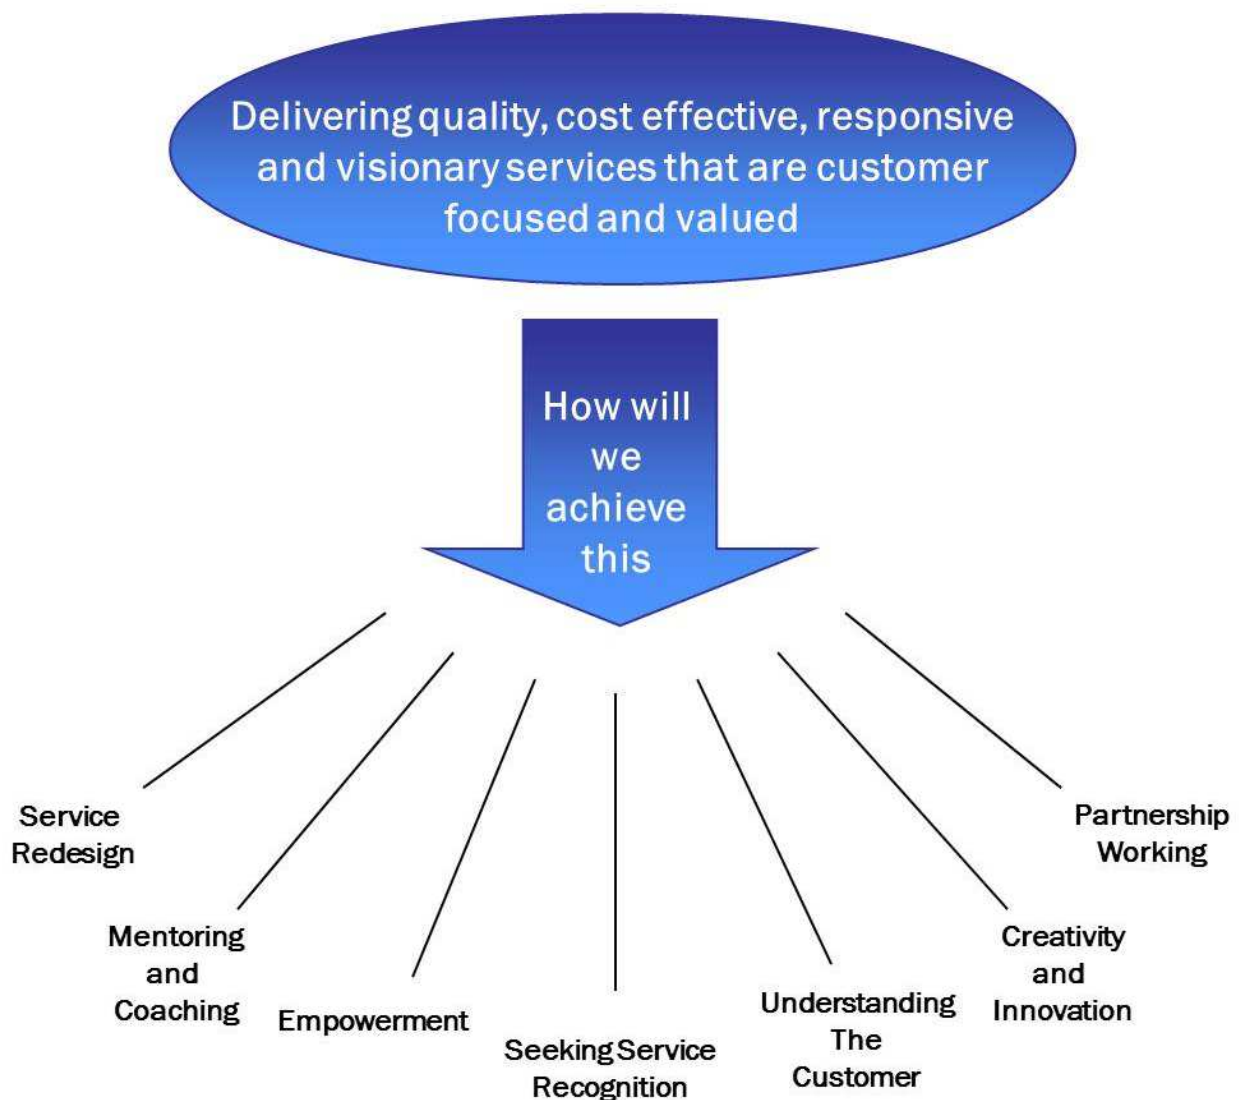 Delivering quality, cost effective, responsive
and visionary services that are customer
focused and valued
How will
we
achieve
this
Service
Redesign
Mentoring
and
Coaching
Empowerment
Seeking Service
Recognition
Understanding
The
Customer
Creativity
and
Innovation
Partnership
Working